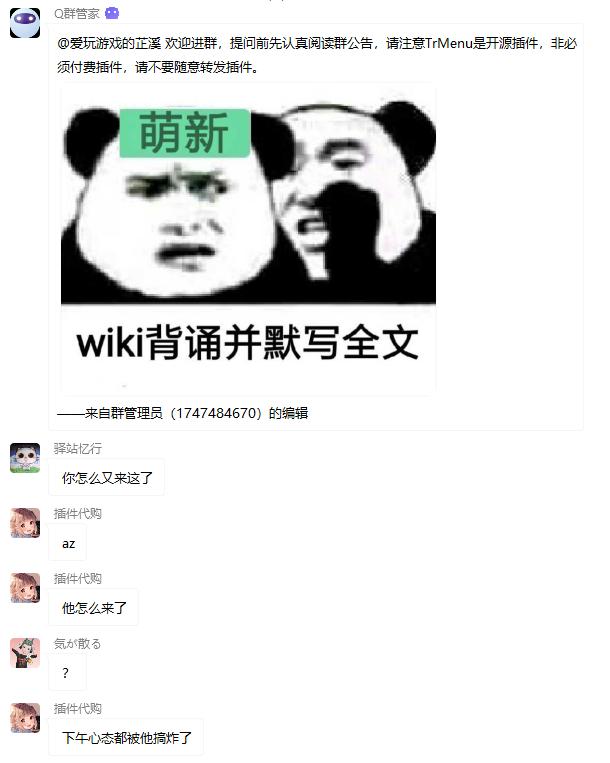 Q群管家
@爱玩游戏的芷溪 欢迎进群，提问前先认真阅读群公告，请注意TrMenu是开源插件，非必
须付费插件，请不要随意转发插件。
萌新
wiki背诵并默写全文
——来自群管理员（1747484670）的编辑
驿站忆行
你怎么又来这了
插件代购
az
插件代购
他怎么来了
気が散る
?
插件代购
下午心态都被他搞炸了